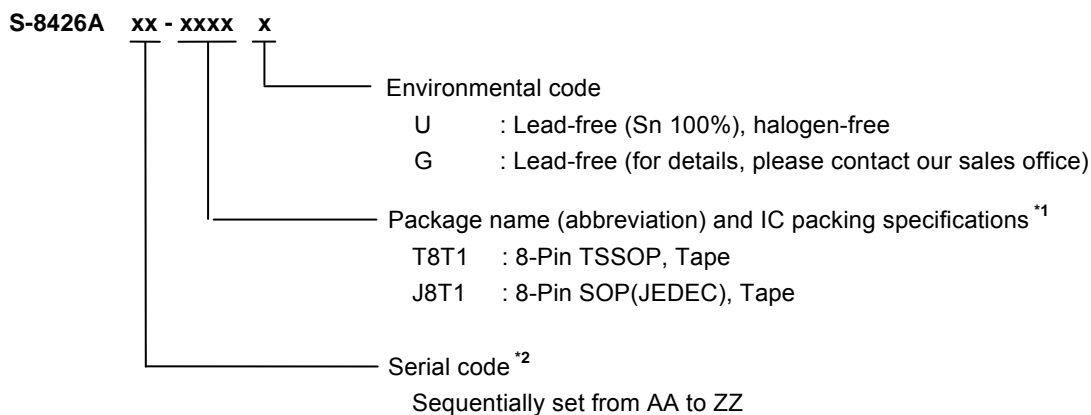 S-8426A xx - xxxx x
Environmental code
U : Lead-free (Sn 100%), halogen-free
G : Lead-free (for details, please contact our sales office)
Package name (abbreviation) and IC packing specifications *1
T8T1 : 8-Pin TSSOP, Tape
J8T1 : 8-Pin SOP(JEDEC), Tape
Serial code *2
Sequentially set from AA to ZZ